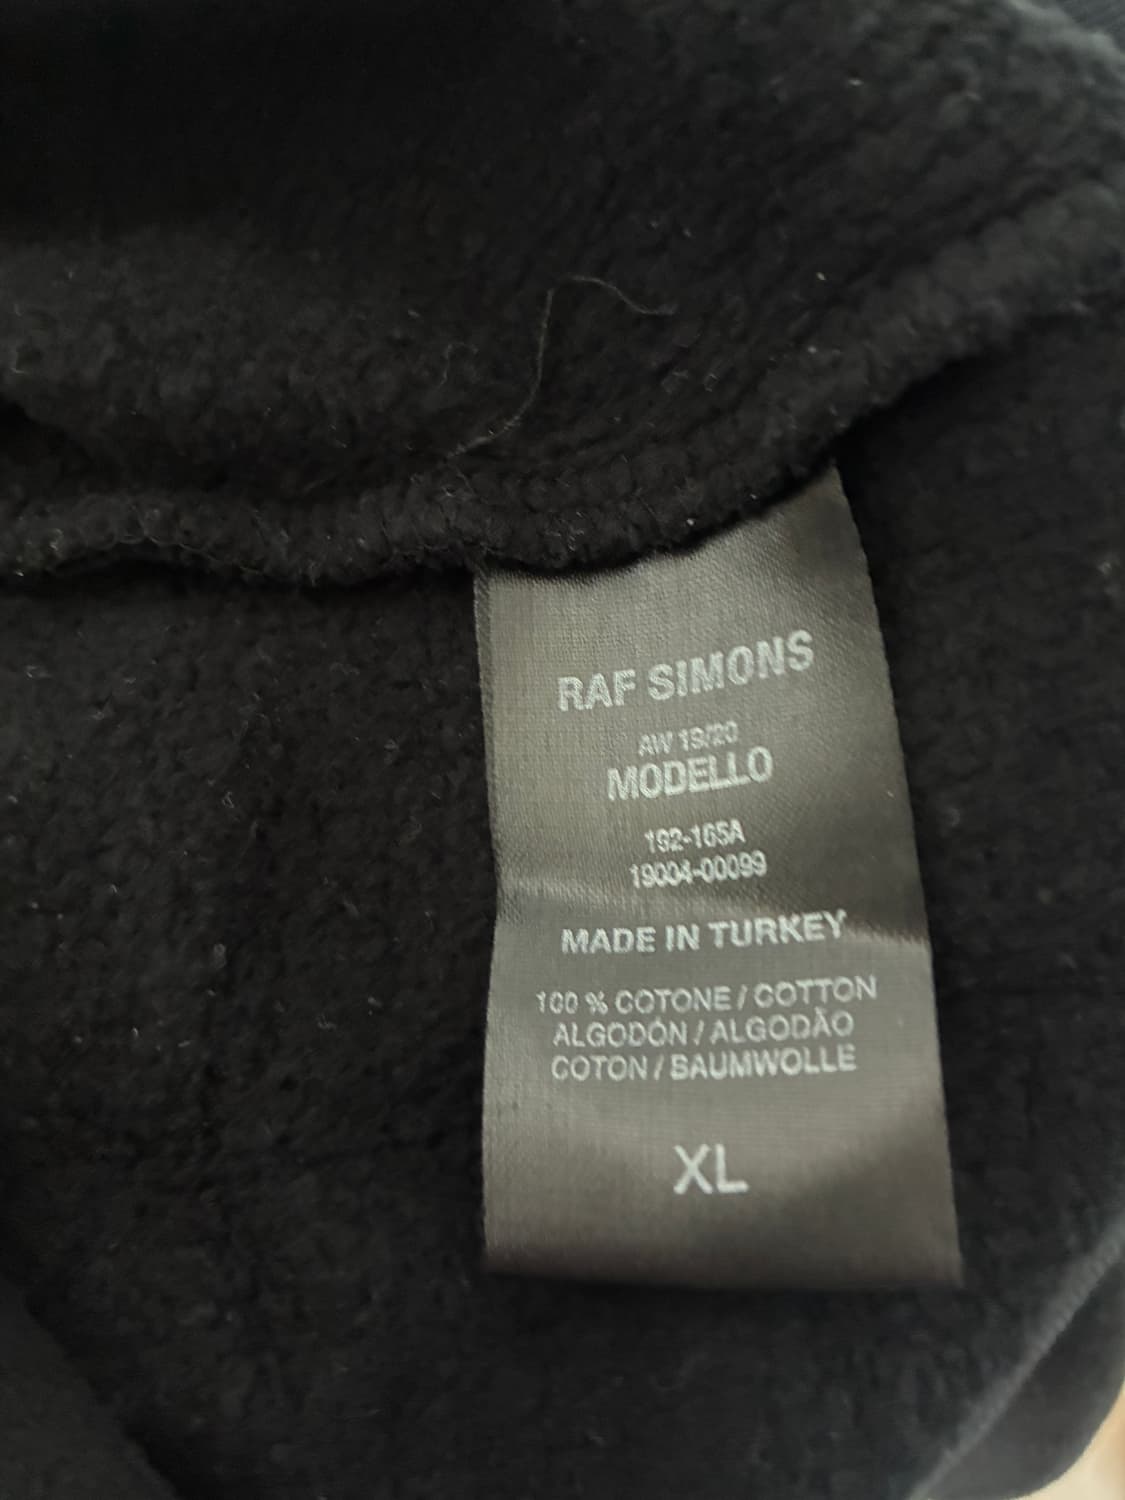 RAF SIMONS
AW 19/20
MODELLO
192-165A
19004-00099
MADE IN TURKEY
100 % COTONE / COTTON
ALGODÓN / ALGODÃO
COTON / BAUMWOLLE
XL